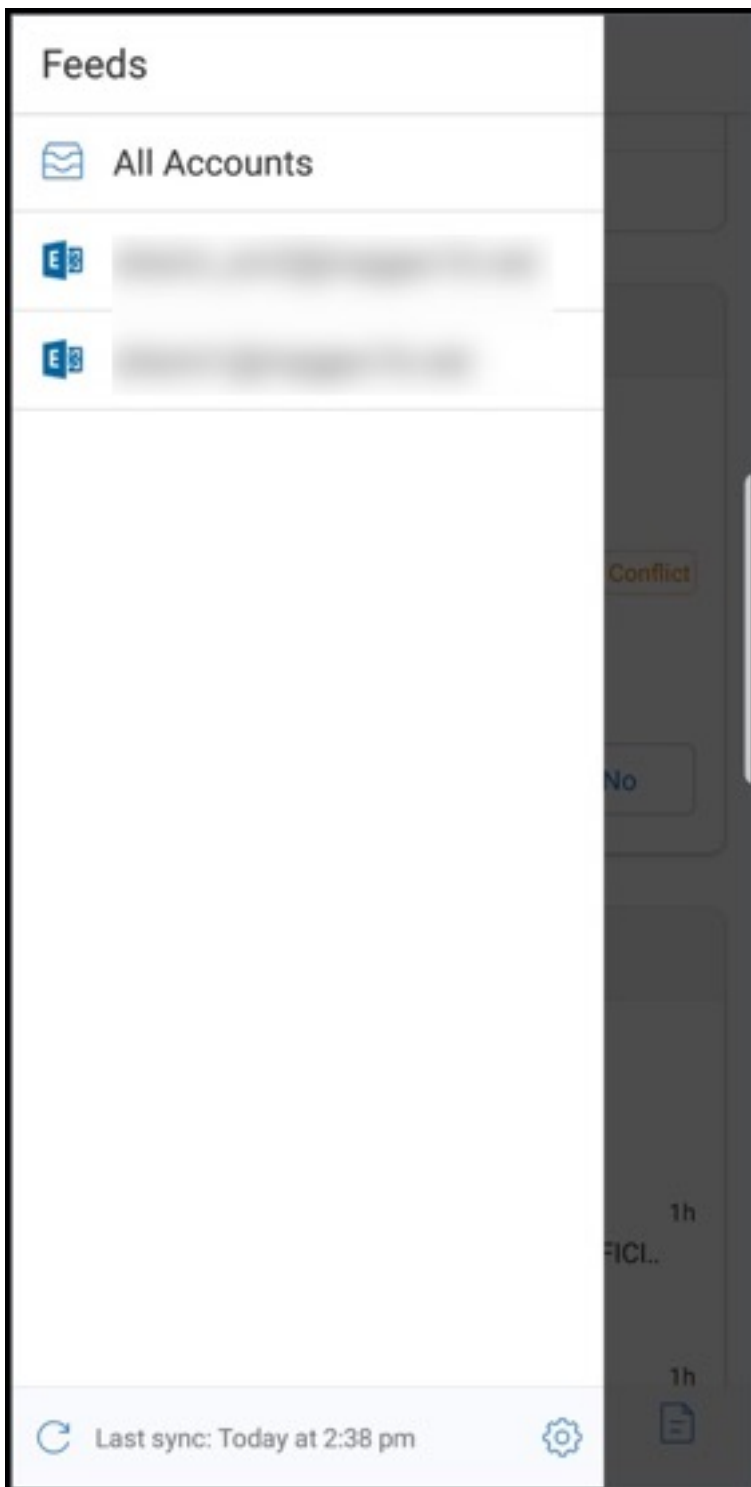 Feeds
All Accounts
E
E
Conflict
No
1h
FICI..
1h
Last sync: Today at 2:38 pm